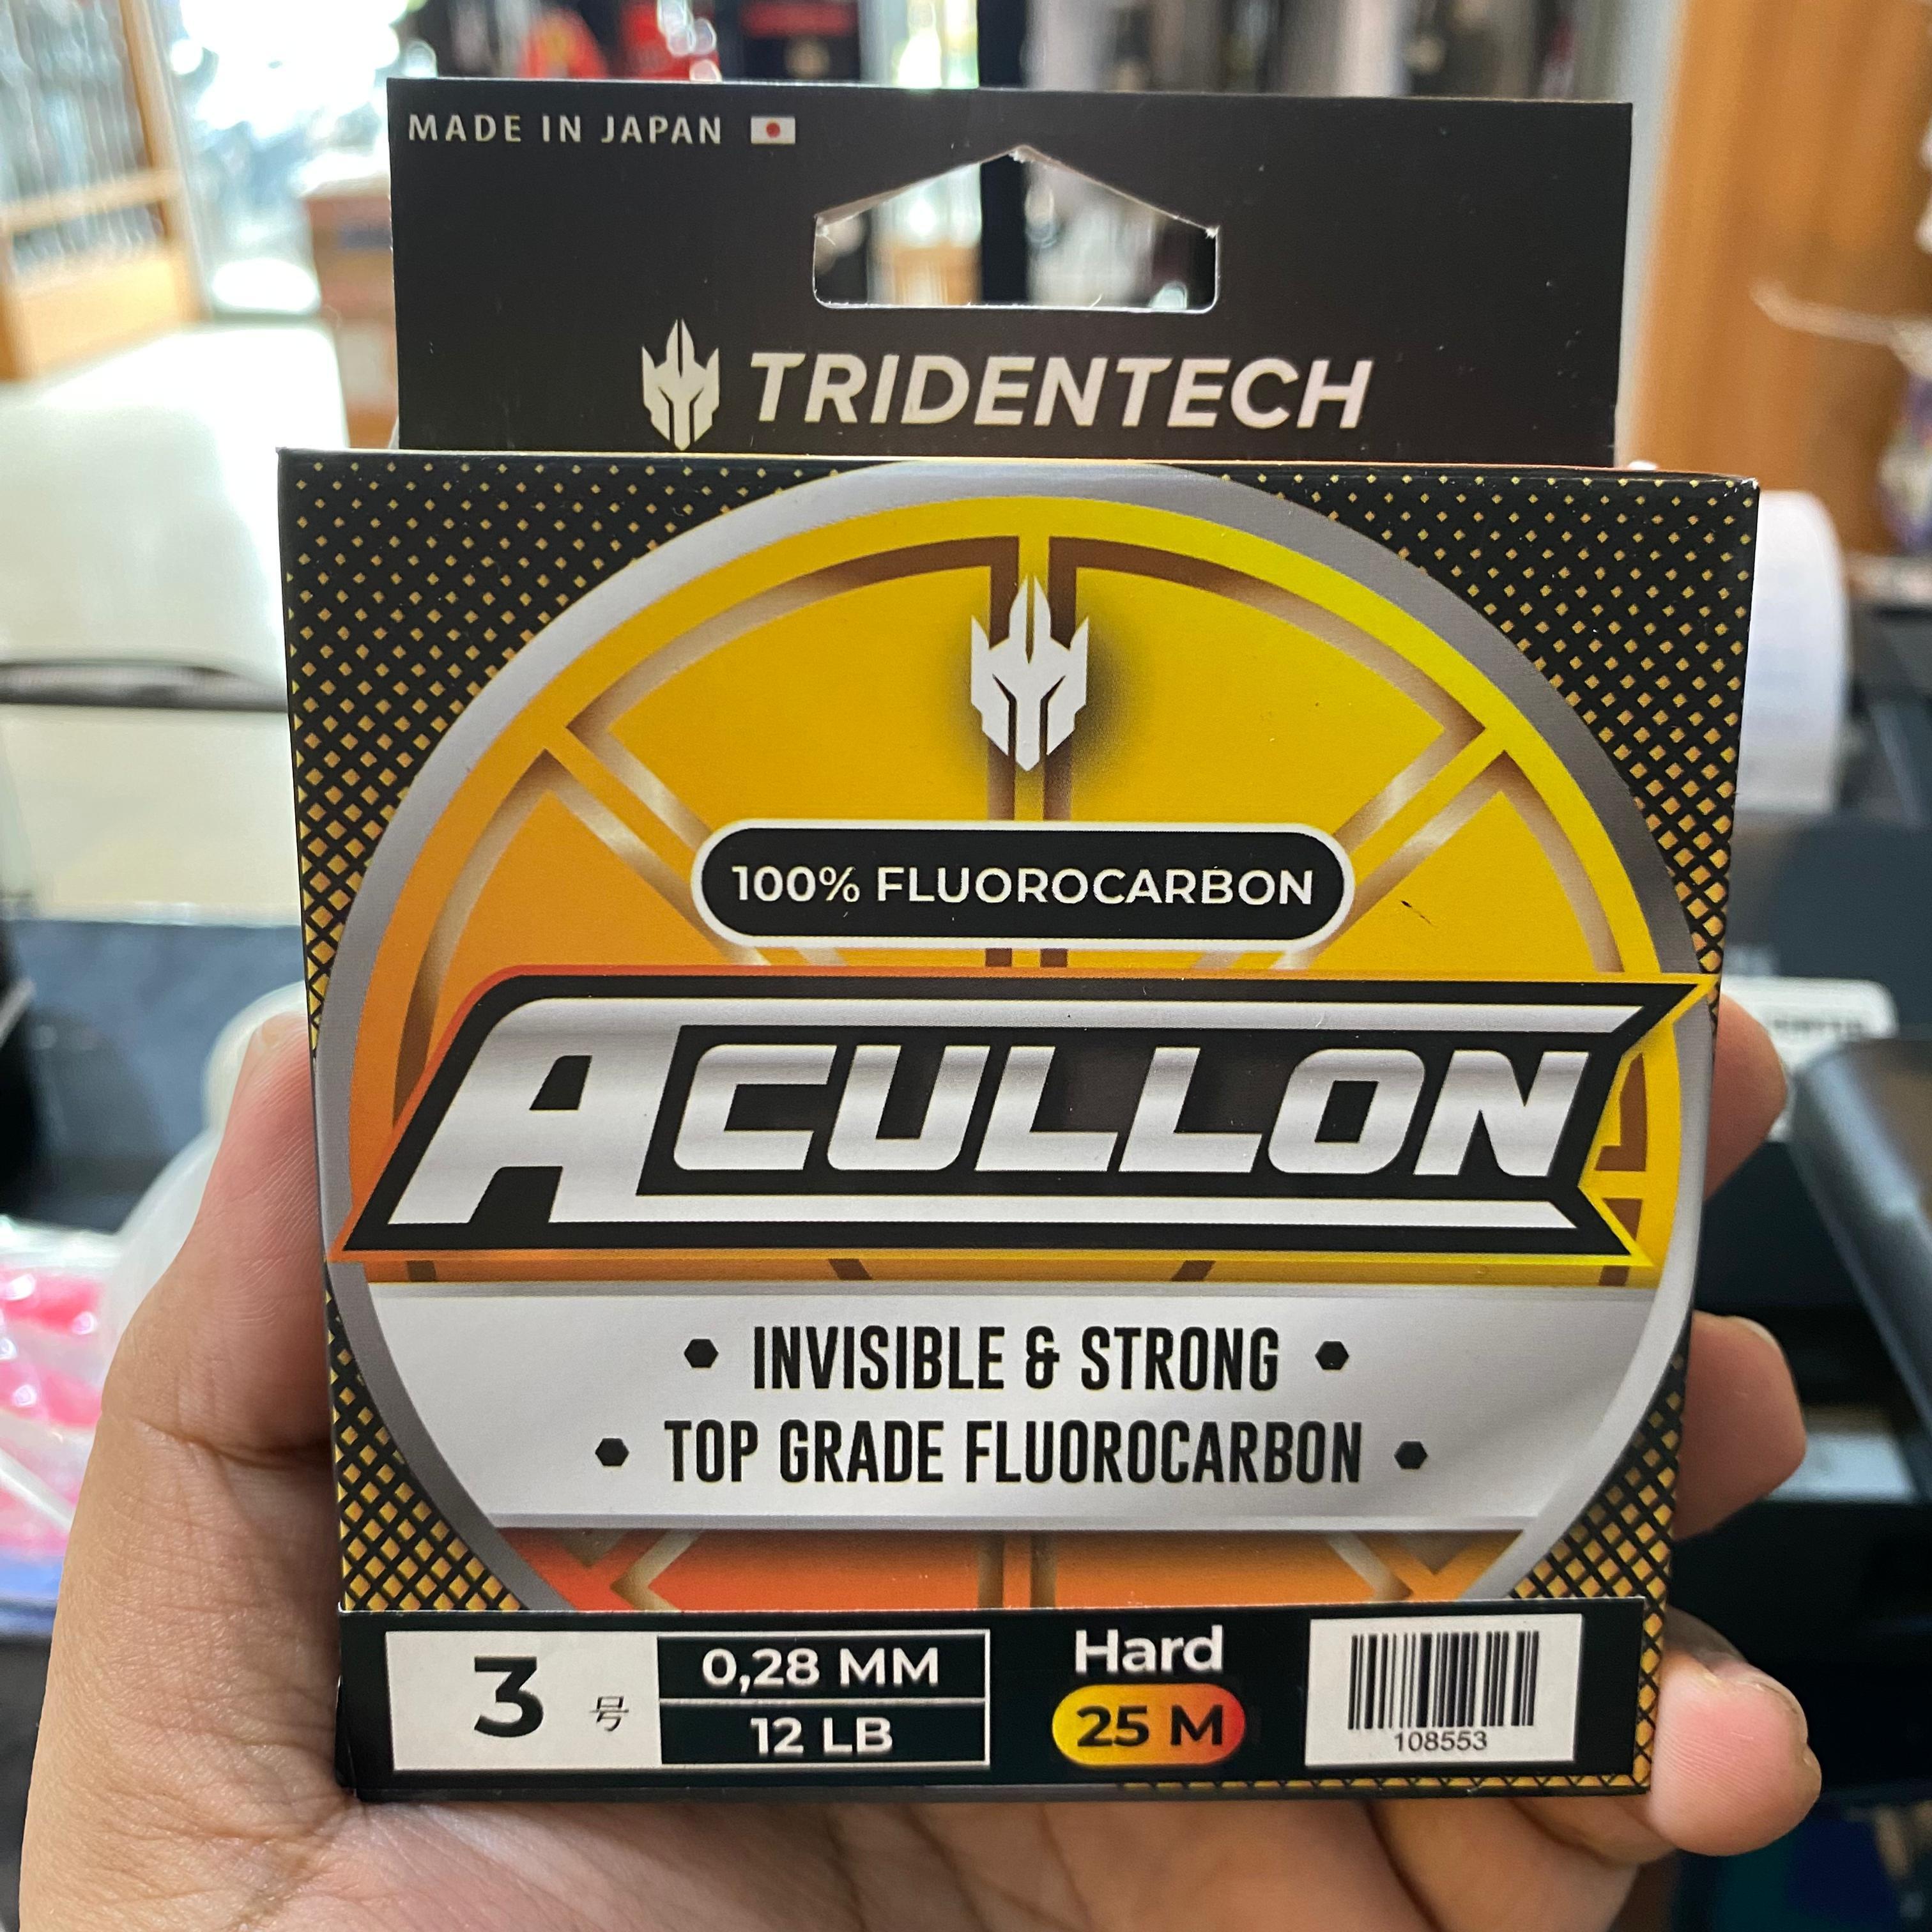 MADE IN JAPAN
TRIDENTECH
100% FLUOROCARBON
ACULLON
INVISIBLE & STRONG
TOP GRADE FLUOROCARBON
3 号
0,28 MM
12 LB
Hard
25 M
108553